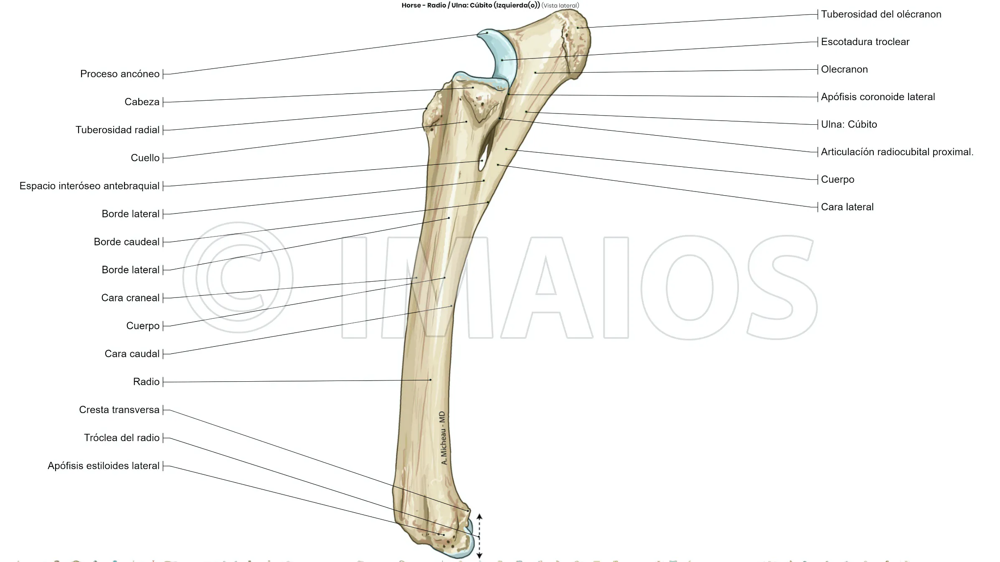 Horse - Radio / Ulna: Cúbito (Izquierda(o)) (Vista lateral)
Proceso ancóneo
Cabeza
Tuberosidad radial
Cuello
Espacio interóseo antebraquial
Borde lateral
Borde caudeal
Borde lateral
Cara craneal
Cuerpo
Cara caudal
Radio
Cresta transversa
Tróclea del radio
Apófisis estiloides lateral
Tuberosidad del olécranon
Escotadura troclear
Olecranon
Apófisis coronoide lateral
Ulna: Cúbito
Articulacíón radiocubital proximal.
Cuerpo
Cara lateral
© IMAIOS
A. Micheau - MD